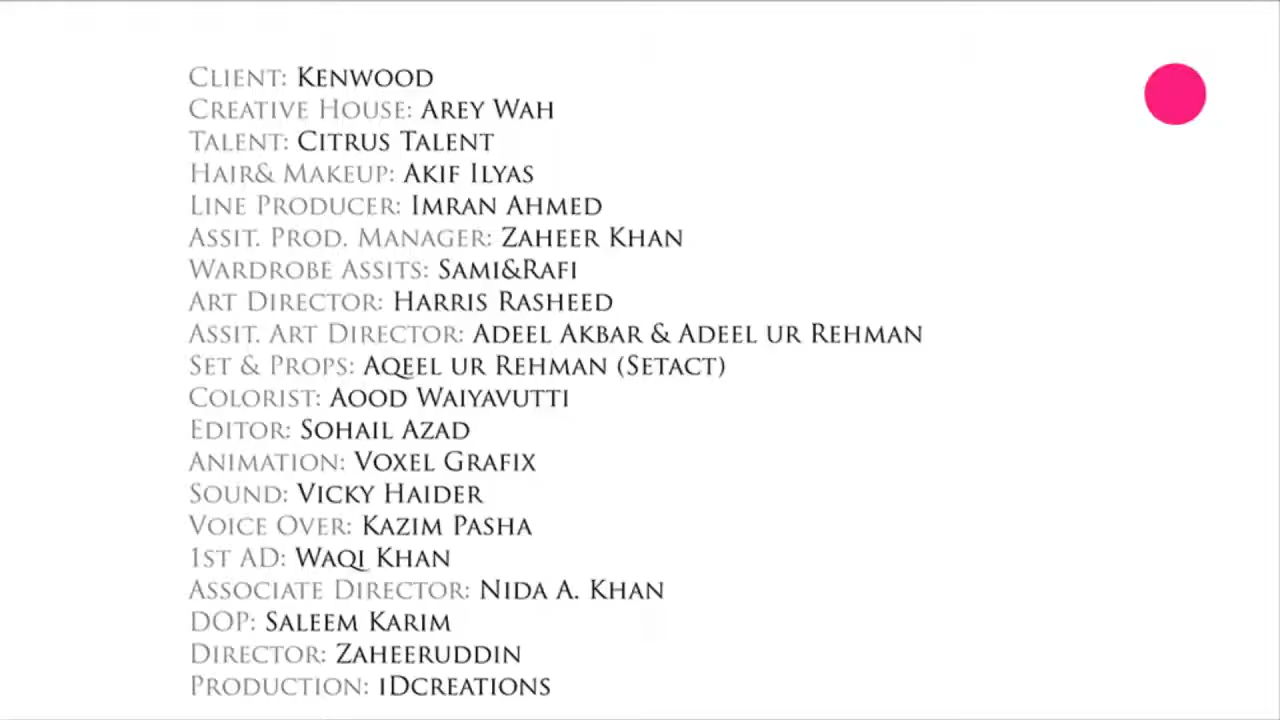 Client: Kenwood
Creative House: Arey Wah
Talent: Citrus Talent
Hair& Makeup: Akif Ilyas
Line Producer: Imran Ahmed
Assit. Prod. Manager: Zaheer Khan
Wardrobe Assits: Sami&Rafi
Art Director: Harris Rasheed
Assit. Art Director: Adeel Akbar & Adeel ur Rehman
Set & Props: Aqeel ur Rehman (Setact)
Colorist: Aood Waiyavutti
Editor: Sohail Azad
Animation: Voxel Grafix
Sound: Vicky Haider
Voice Over: Kazim Pasha
1st AD: Waqi Khan
Associate Director: Nida A. Khan
DOP: Saleem Karim
Director: Zaheeruddin
Production: iDcreations